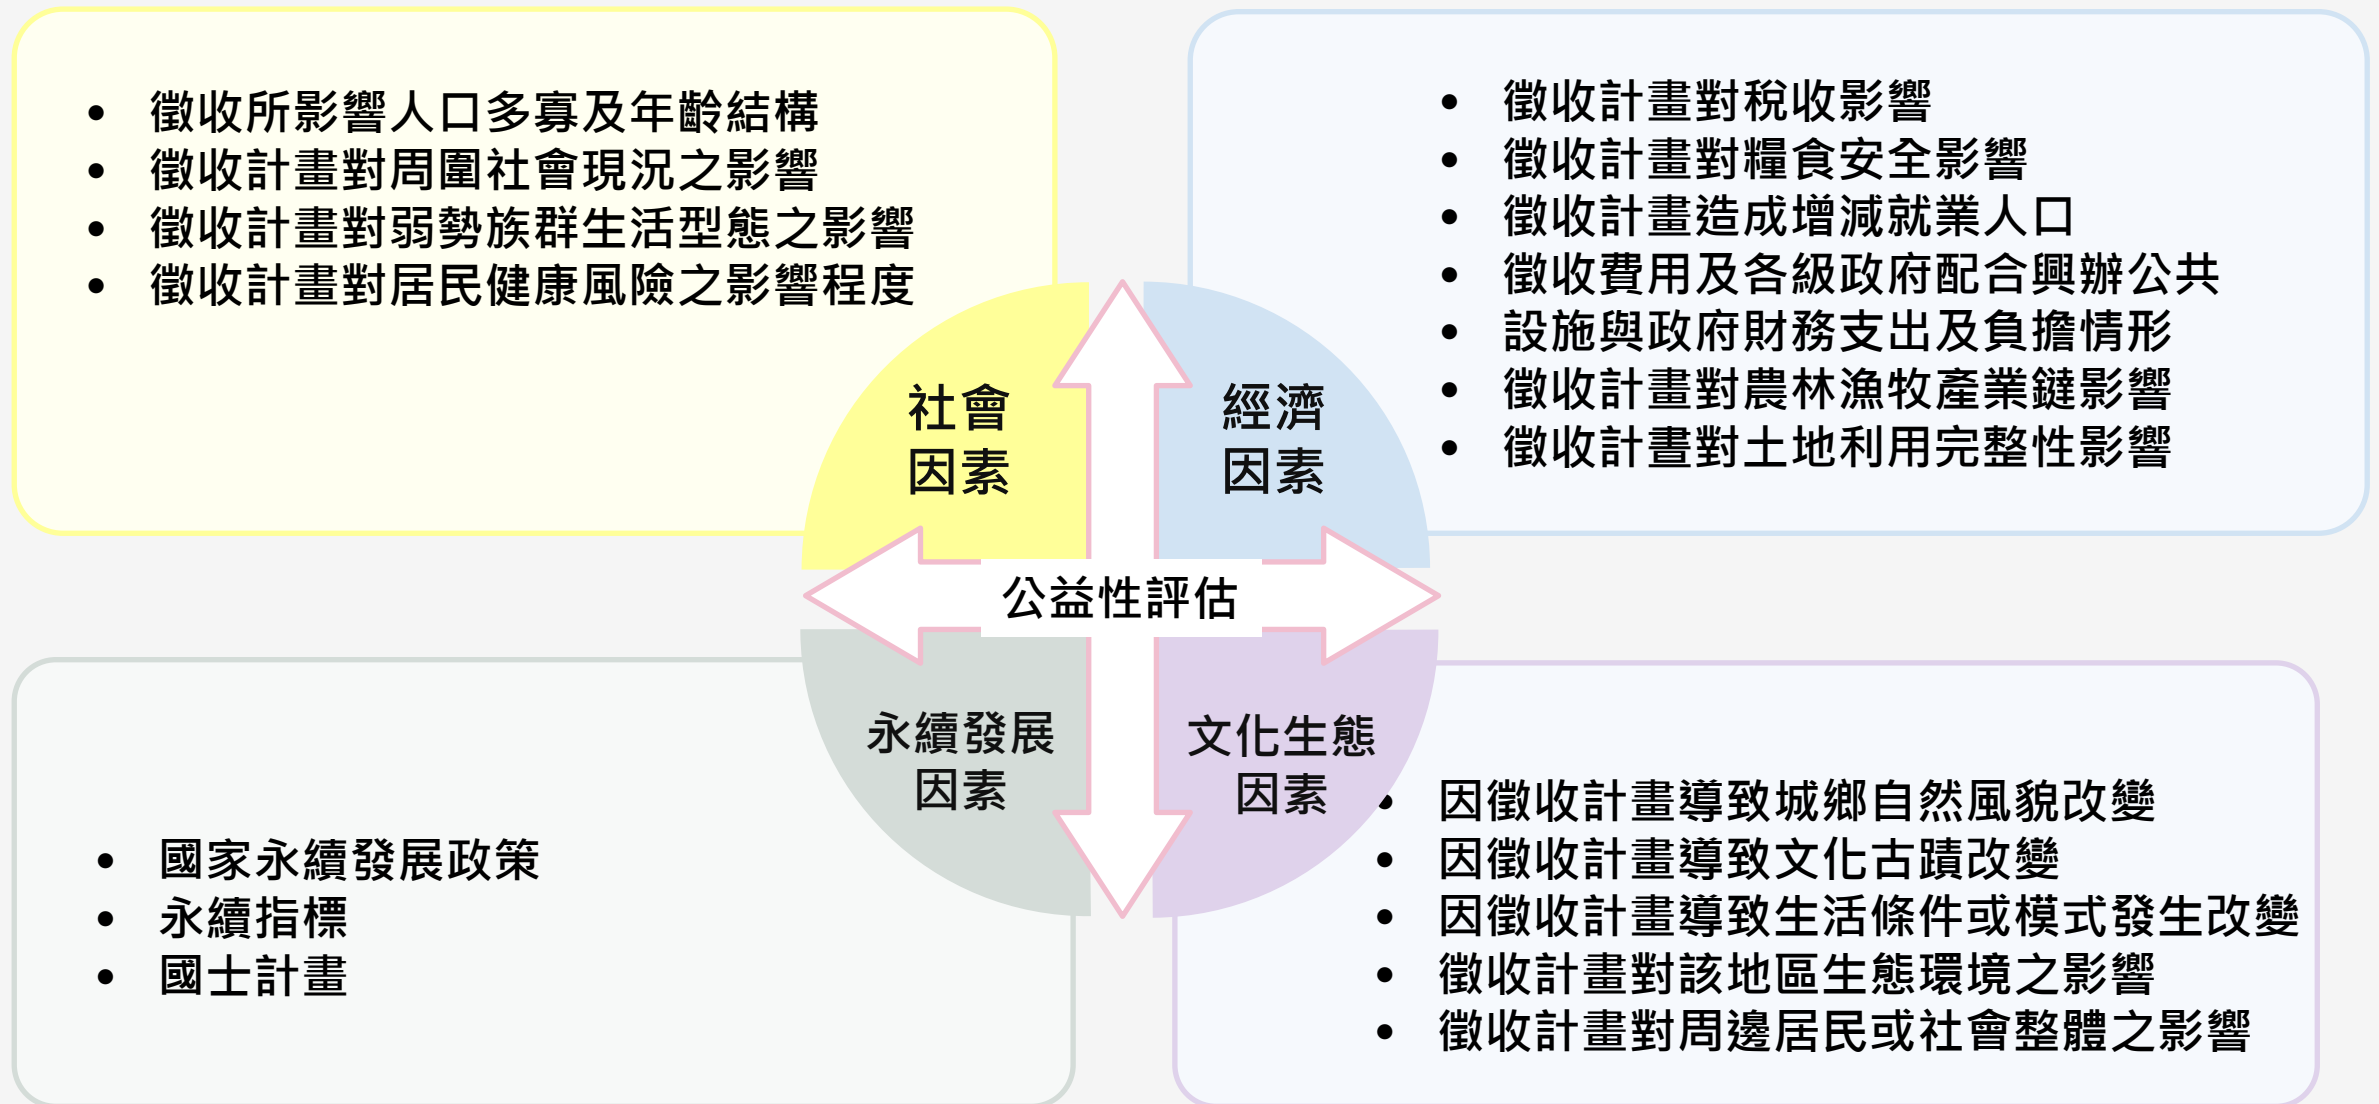 • 徵收所影響人口多寡及年齡結構
• 徵收計畫對周圍社會現況之影響
• 徵收計畫對弱勢族群生活型態之影響
• 徵收計畫對居民健康風險之影響程度
• 徵收計畫對稅收影響
• 徵收計畫對糧食安全影響
• 徵收計畫造成增減就業人口
• 徵收費用及各級政府配合興辦公共
• 設施與政府財務支出及負擔情形
• 徵收計畫對農林漁牧產業鏈影響
• 徵收計晝對土地利用完整性影響
社會
因素
經濟
因素
公益性評估
永續發展
因素
文化生態
因素
• 國家永續發展政策
• 永續指標
• 國士計畫
• 因徵收計畫導致城鄉自然風貌改變
• 因徵收計畫導致文化古蹟改變
• 因徵收計畫導致生活條件或模式發生改變
• 徵收計畫對該地區生態環境之影響
• 徵收計畫對周邊居民或社會整體之影響